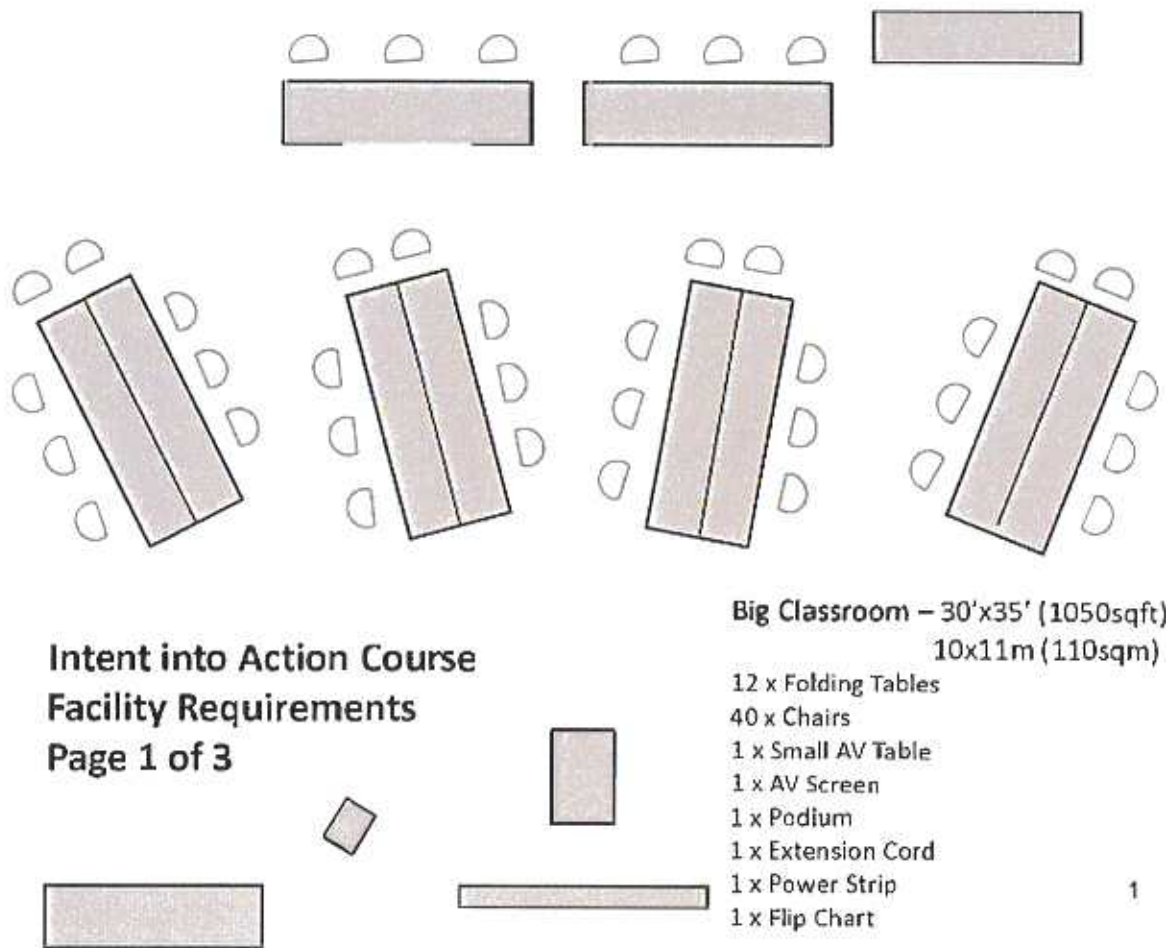 Intent into Action Course
Facility Requirements
Page 1 of 3
Big Classroom – 30'x35' (1050sqft)
10x11m (110sqm)
12 x Folding Tables
40 x Chairs
1 x Small AV Table
1 x AV Screen
1 x Podium
1 x Extension Cord
1 x Power Strip
1 x Flip Chart
1